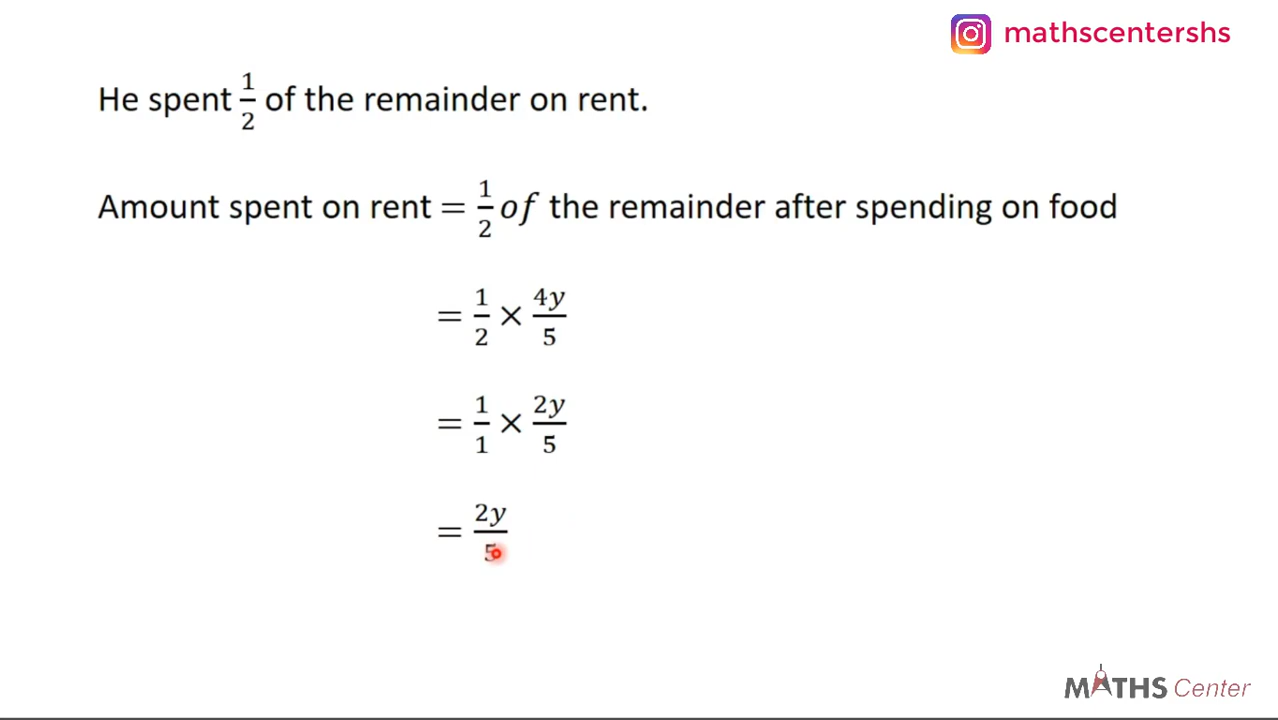 mathscentershs
He spent 1/2 of the remainder on rent.
Amount spent on rent = 1/2 of the remainder after spending on food
= 1/2 × 4y/5
= 1/1 × 2y/5
= 2y/5
MATHS Center